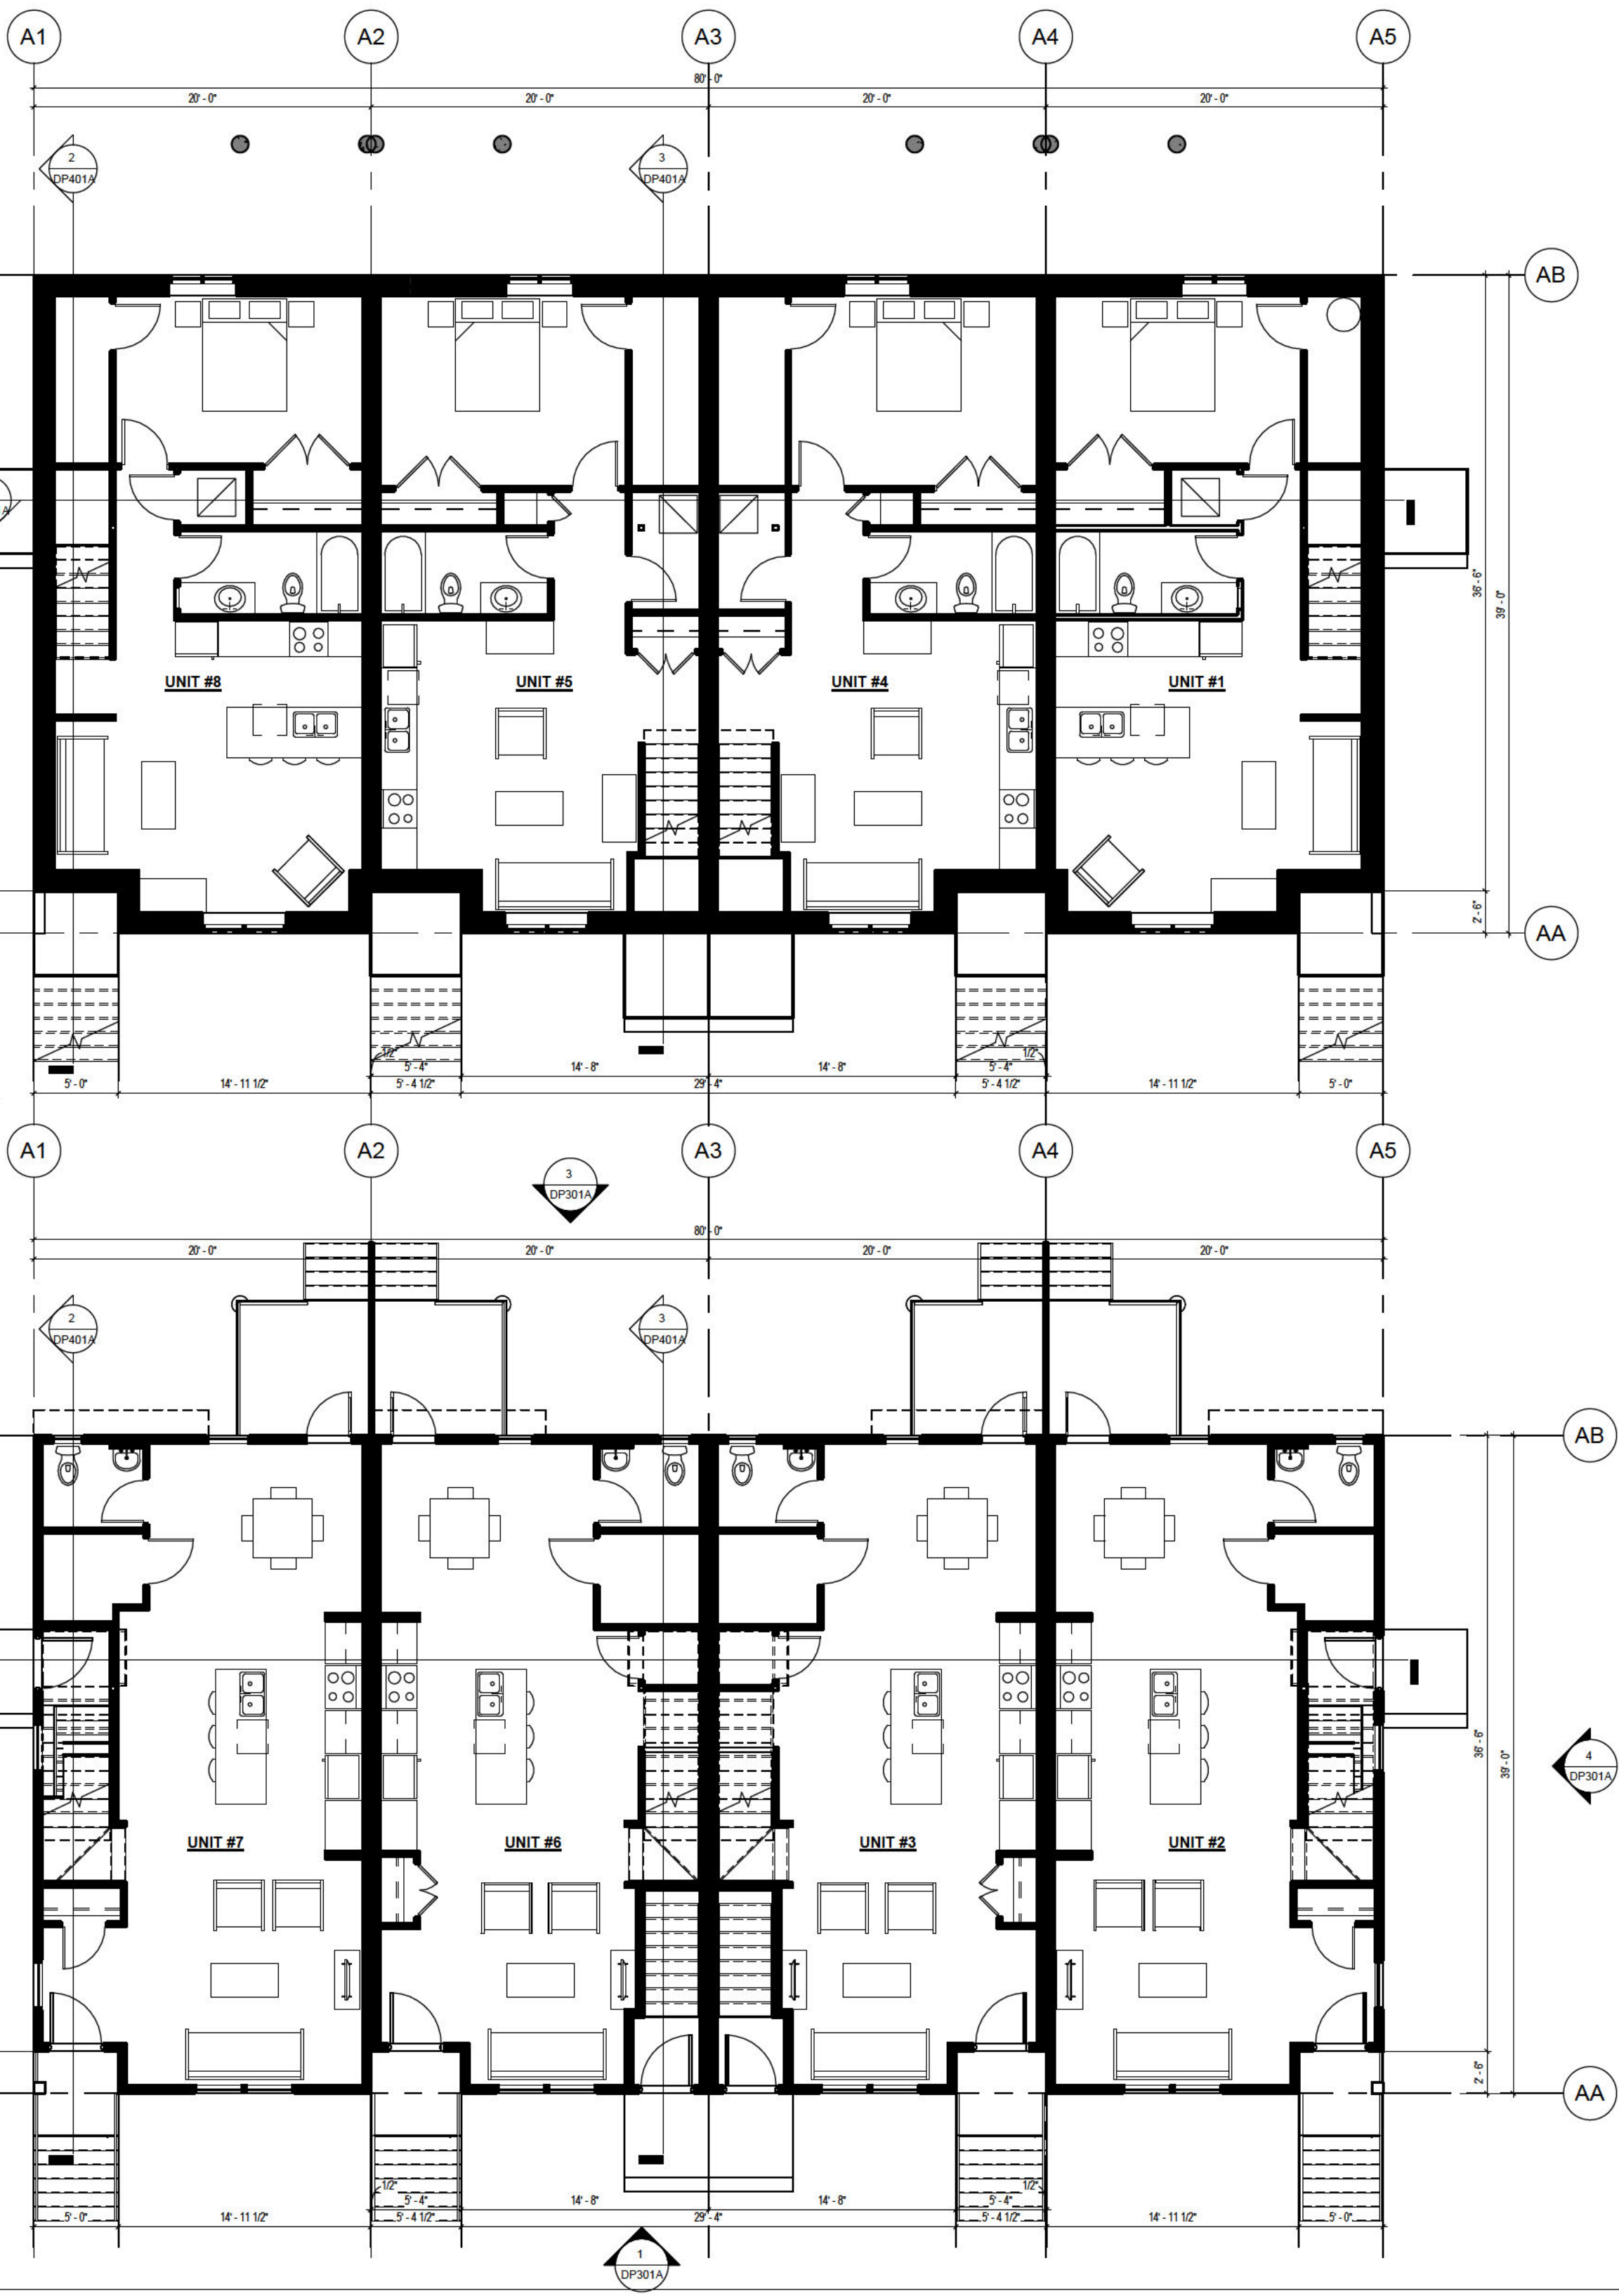 A1 A2 A3 A4 A5
80' - 0"
20' - 0" 20' - 0" 20' - 0" 20' - 0"
2
DP401A
3
DP401A
AB
A
36' - 6"
39' - 0"
UNIT #8 UNIT #5 UNIT #4 UNIT #1
2' - 6"
AA
1/2" 1/2"
5' - 4" 14' - 8" 14' - 8" 5' - 4"
5' - 0" 14' - 11 1/2" 5' - 4 1/2" 29' - 4" 5' - 4 1/2" 14' - 11 1/2" 5' - 0"
A1 A2 A3 A4 A5
3
DP301A
80' - 0"
20' - 0" 20' - 0" 20' - 0" 20' - 0"
2
DP401A
3
DP401A
AB
36' - 6"
39' - 0"
4
DP301A
UNIT #7 UNIT #6 UNIT #3 UNIT #2
2' - 6"
AA
1/2" 1/2"
5' - 4" 14' - 8" 14' - 8" 5' - 4"
5' - 0" 14' - 11 1/2" 5' - 4 1/2" 29' - 4" 5' - 4 1/2" 14' - 11 1/2" 5' - 0"
1
DP301A